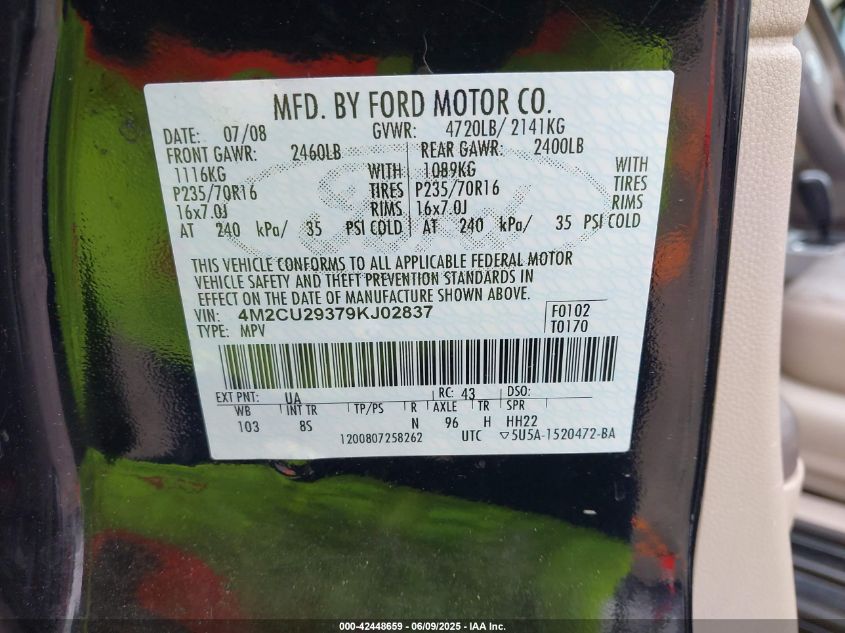 MFD. BY FORD MOTOR CO.
DATE: 07/08 GVWR: 4720LB/ 2141KG
FRONT GAWR: 2460LB REAR GAWR: 2400LB
1116KG WITH 1089KG WITH
P235/70R16 TIRES P235/70R16 TIRES
16x7.0J RIMS 16x7.0J RIMS
AT 240 kPa/ 35 PSI COLD AT 240 kPa/ 35 PSI COLD
THIS VEHICLE CONFORMS TO ALL APPLICABLE FEDERAL MOTOR
VEHICLE SAFETY AND THEFT PREVENTION STANDARDS IN
EFFECT ON THE DATE OF MANUFACTURE SHOWN ABOVE.
VIN: 4M2CU29379KJ02837 F0102
TYPE: MPV T0170
EXT PNT: UA RC: 43 DSO:
WB INT TR TP/PS R AXLE TR SPR
103 8S N 96 H HH22
1200807258262 UTC ▽5U5A-1520472-BA
000-42448659 - 06/09/2025 - IAA Inc.